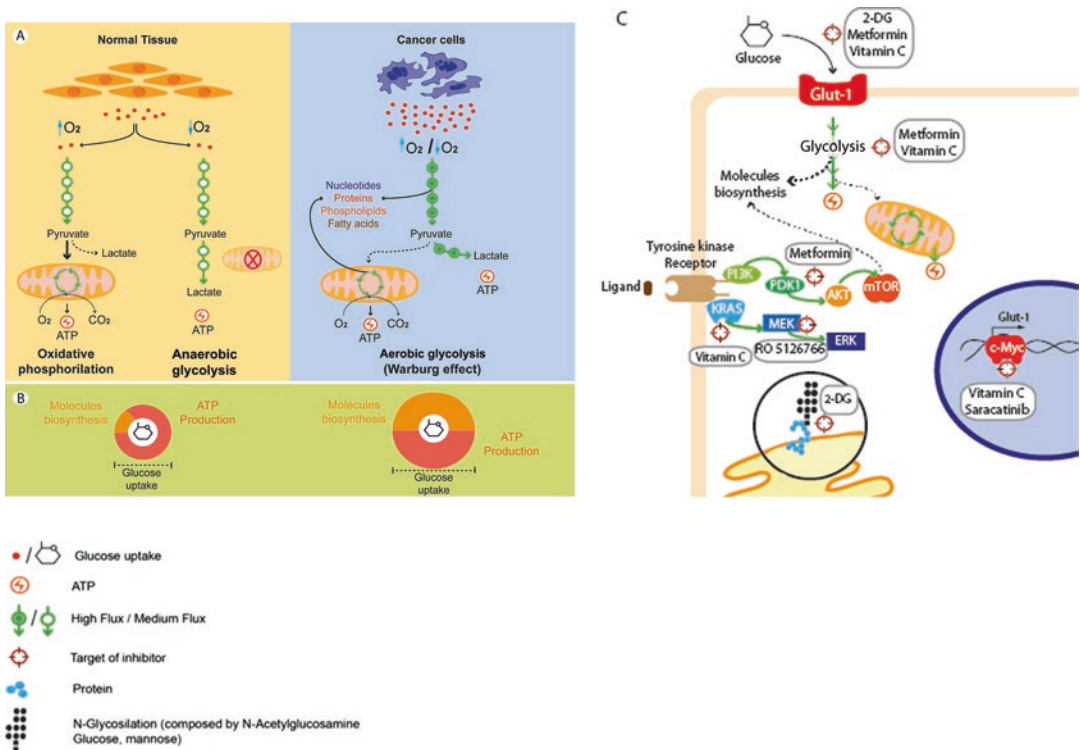 A
Normal Tissue
O2
O2
Pyruvate
Lactate
O2
CO2
ATP
Oxidative
phosphorilation
Pyruvate
Lactate
ATP
Anaerobic
glycolysis
Cancer cells
O2 / O2
Nucleotides
Proteins
Phospholipids
Fatty acids
Pyruvate
Lactate
ATP
O2
CO2
ATP
Aerobic glycolysis
(Warburg effect)
B
Molecules
biosynthesis
ATP
Production
Glucose
uptake
Molecules
biosynthesis
ATP
Production
Glucose
uptake
C
Glucose
2-DG
Metformin
Vitamin C
Glut-1
Glycolysis
Metformin
Vitamin C
Molecules
biosynthesis
ATP
ATP
Tyrosine kinase
Receptor
Metformin
Ligand
PI3K
PDK1
AKT
mTOR
KRAS
MEK
ERK
Vitamin C
RO 5126766
Glut-1
c-Myc
Vitamin C
Saracatinib
2-DG
/ Glucose uptake
ATP
/ High Flux / Medium Flux
Target of inhibitor
Protein
N-Glycosilation (composed by N-Acetylglucosamine
Glucose, mannose)